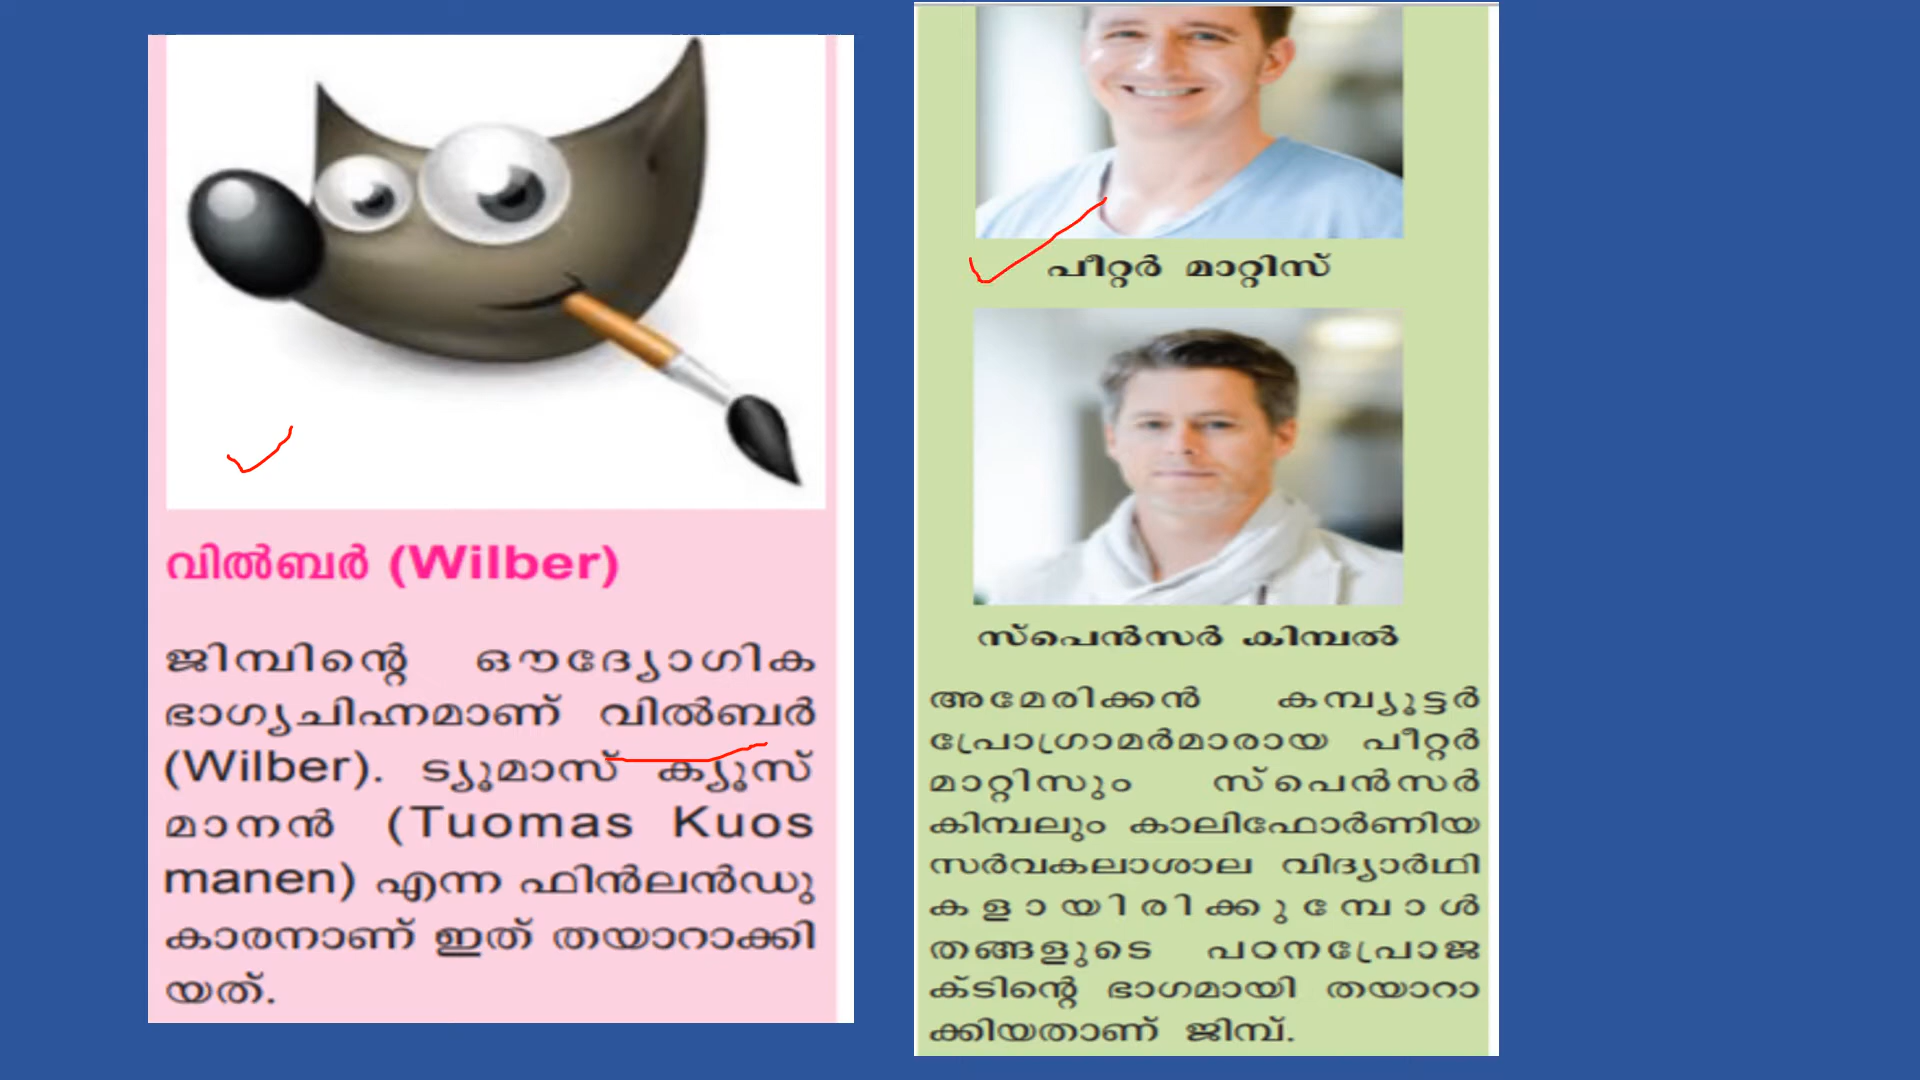 വിൽബർ (Wilber)
ജിമ്പിന്റെ ഔദ്യോഗിക
ഭാഗ്യചിഹ്നമാണ് വിൽബർ
(Wilber). ട്യൂമാസ് ക്യൂസ്
മാനൻ (Tuomas Kuos
manen) എന്ന ഫിൻലൻഡു
കാരനാണ് ഇത് തയാറാക്കി
യത്.
പീറ്റർ മാറ്റിസ്
സ്പെൻസർ കിമ്പൽ
അമേരിക്കൻ കമ്പ്യൂട്ടർ
പ്രോഗ്രാമർമാരായ പീറ്റർ
മാറ്റിസും സ്പെൻസർ
കിമ്പലും കാലിഫോർണിയ
സർവകലാശാല വിദ്യാർഥി
കളായിരിക്കുമ്പോൾ
തങ്ങളുടെ പഠനപ്രോജ
ക്ടിന്റെ ഭാഗമായി തയാറാ
ക്കിയതാണ് ജിമ്പ്.